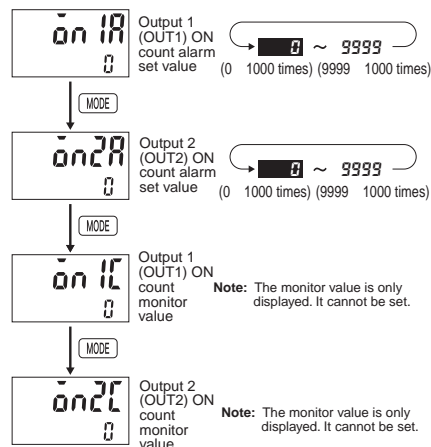 on1A
0
Output 1
(OUT1) ON
count alarm
set value
0 ~ 9999
(0 1000 times) (9999 1000 times)
MODE
on2A
0
Output 2
(OUT2) ON
count alarm
set value
0 ~ 9999
(0 1000 times) (9999 1000 times)
MODE
on1C
0
Output 1
(OUT1) ON
count
monitor
value
Note: The monitor value is only
displayed. It cannot be set.
MODE
on2C
0
Output 2
(OUT2) ON
count
monitor
value
Note: The monitor value is only
displayed. It cannot be set.